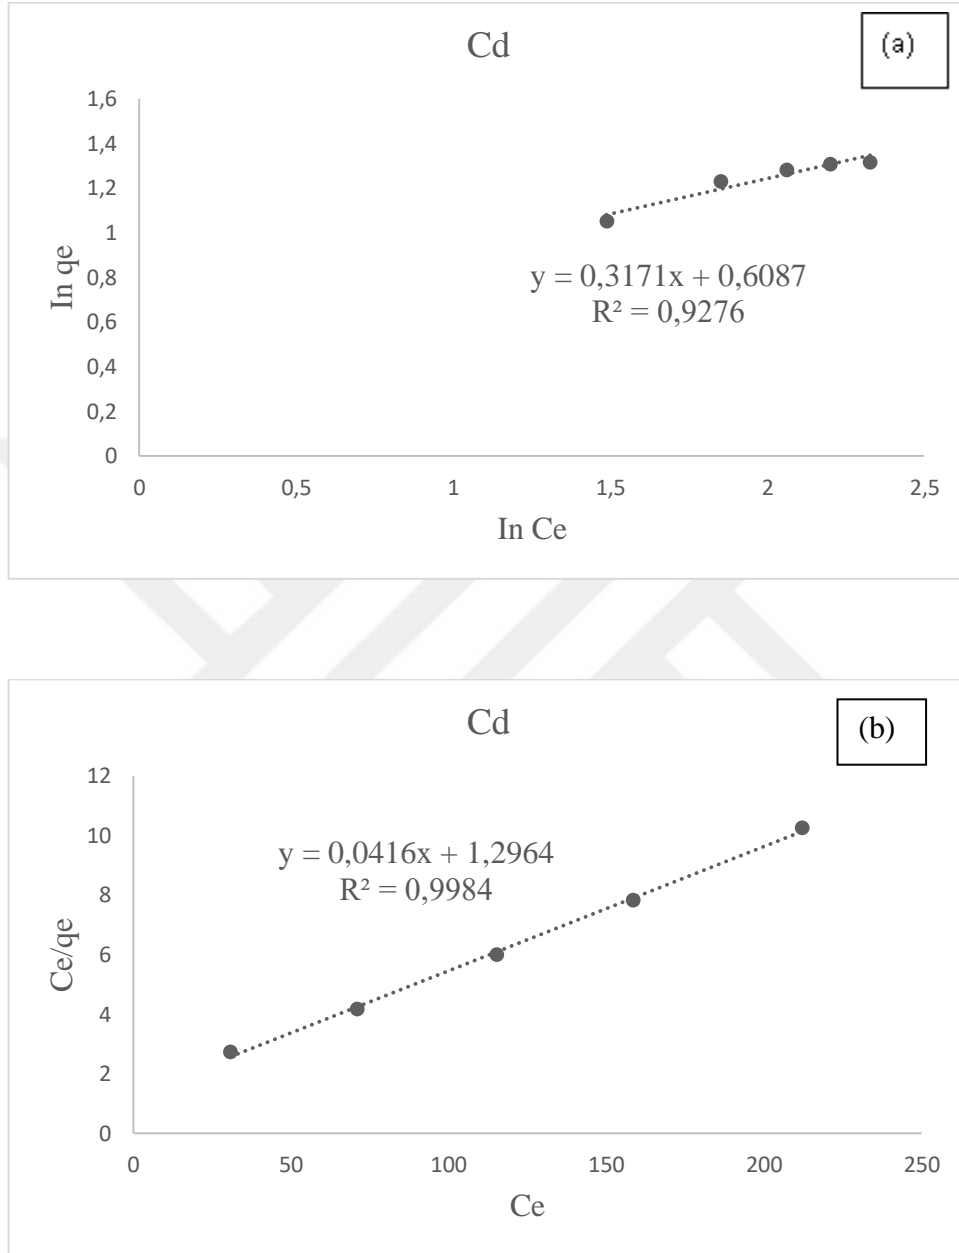 Cd
(a)
1,6
1,4
1,2
1
0,8
0,6
0,4
0,2
0
In qe
y = 0,3171x + 0,6087
R² = 0,9276
0 0,5 1 1,5 2 2,5
In Ce
Cd
(b)
12
10
8
6
4
2
0
Ce/qe
y = 0,0416x + 1,2964
R² = 0,9984
0 50 100 150 200 250
Ce